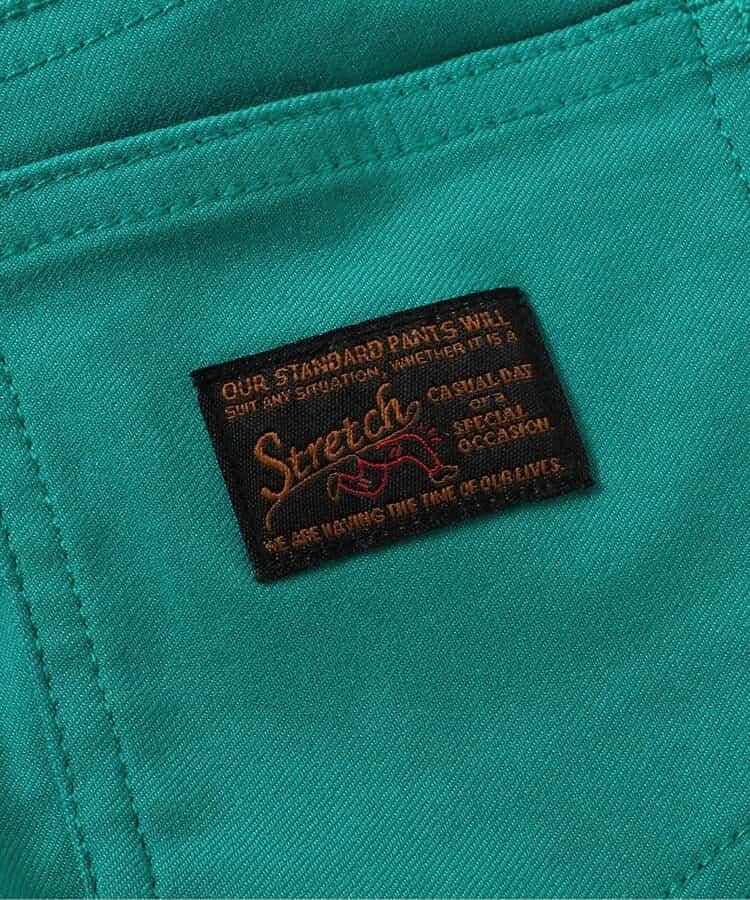 OUR STANDARD PANTS WILL
SUIT ANY SITUATION, WHETHER IT IS A
Stretch
CASUAL DAY
or a
SPECIAL
OCCASION.
WE ARE HAVING THE TIME OF OUR LIVES.